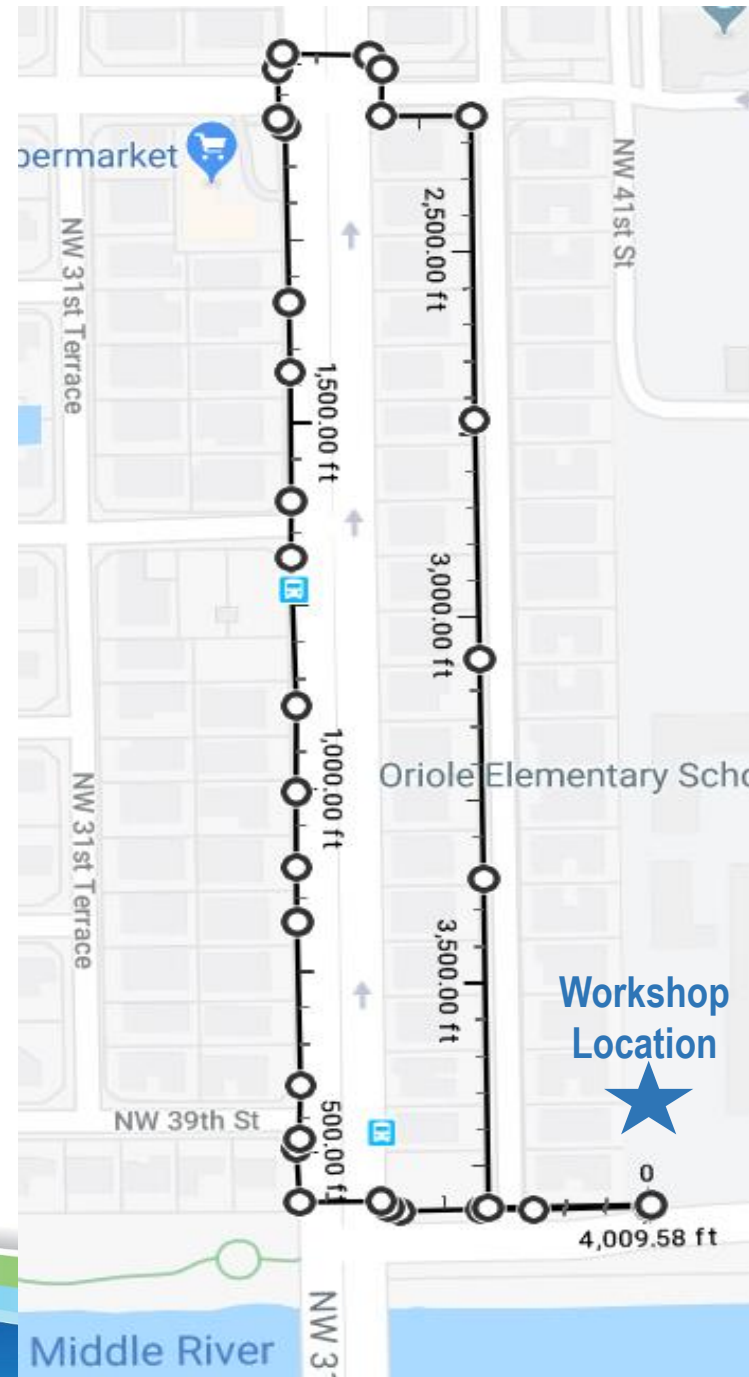 permarket
NW 41st St
2,500.00 ft
NW 31st Terrace
1,500.00 ft
3,000.00 ft
1,000.00 ft
Oriole Elementary Scho
NW 31st Terrace
3,500.00 ft
Workshop
Location
500.00 ft
NW 39th St
0
4,009.58 ft
NW 31
Middle River